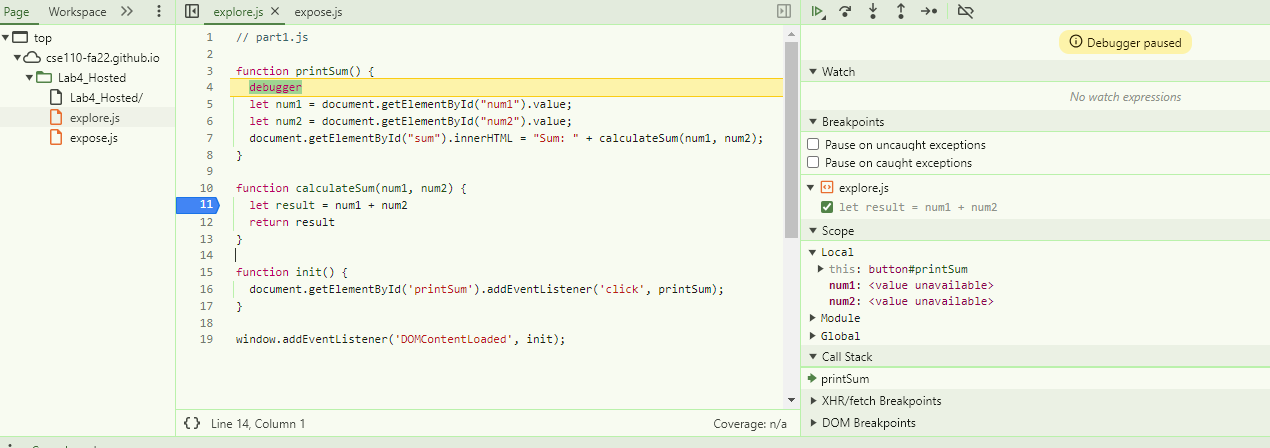 Page Workspace
top
cse110-fa22.github.io
Lab4_Hosted
Lab4_Hosted/
explore.js
expose.js
explore.js expose.js
1 // part1.js
2
3 function printSum() {
4 debugger
5 let num1 = document.getElementById("num1").value;
6 let num2 = document.getElementById("num2").value;
7 document.getElementById("sum").innerHTML = "Sum: " + calculateSum(num1, num2);
8 }
9
10 function calculateSum(num1, num2) {
11 let result = num1 + num2
12 return result
13 }
14
15 function init() {
16 document.getElementById('printSum').addEventListener('click', printSum);
17 }
18
19 window.addEventListener('DOMContentLoaded', init);
{} Line 14, Column 1 Coverage: n/a
Debugger paused
Watch
No watch expressions
Breakpoints
Pause on uncaught exceptions
Pause on caught exceptions
explore.js
let result = num1 + num2
Scope
Local
this: button#printSum
num1: <value unavailable>
num2: <value unavailable>
Module
Global
Call Stack
printSum
XHR/fetch Breakpoints
DOM Breakpoints